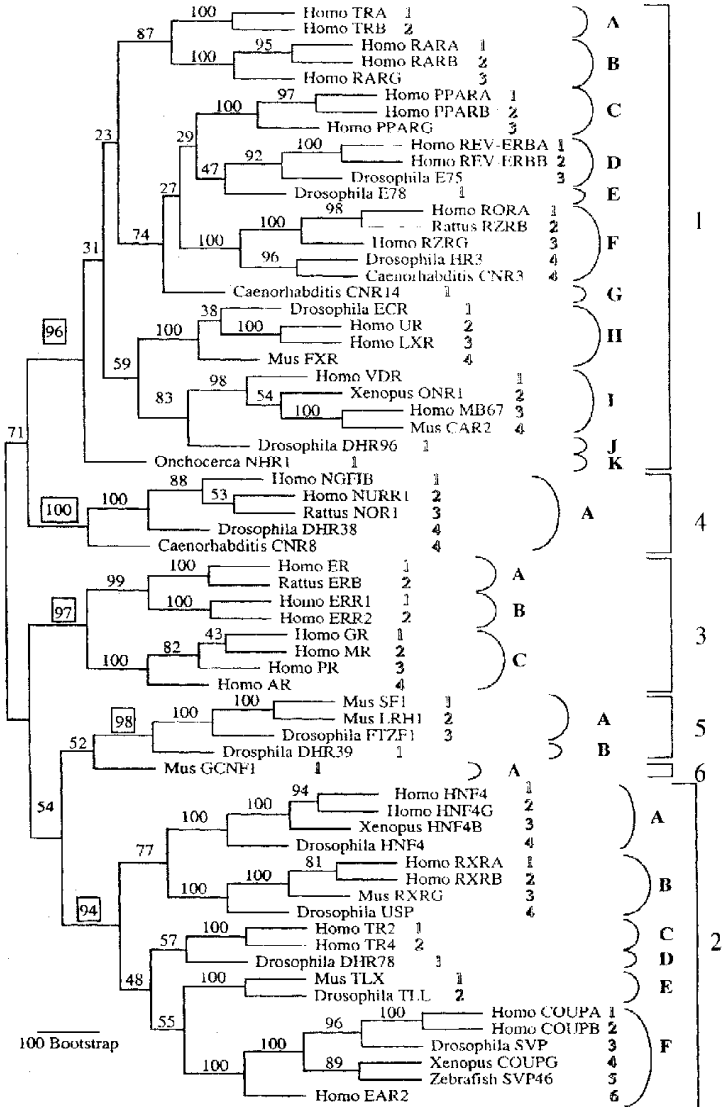 100 Homo TRA 1
Homo TRB 2 A
87
95 Homo RARA 1
100 Homo RARB 2 B
Homo RARG 3
97 Homo PPARA 1
100 Homo PPARB 2 C
23 Homo PPARG 3
29
100 Homo REV-ERBA 1
92 Homo REV-ERBB 2 D
47 Drosophila E75 3
Drosophila E78 1 E
27
98 Homo RORA 1
100 Rattus RZRB 2
100 Homo RZRG 3 F
74
96 Drosophila HR3 4
Caenorhabditis CNR3 4
31
Caenorhabditis CNR14 1 G
38 Drosophila ECR 1
100 100 Homo UR 2 H
96 Homo LXR 3
Mus FXR 4
59
98 Homo VDR 1
83 54 Xenopus ONR1 2 I
100 Homo MB67 3
Mus CAR2 4
71
Drosophila DHR96 1 J
Onchocerca NHR1 1 K
1
88 Homo NGFIB 1
100 53 Homo NURR1 2
100 Rattus NOR1 3 A
Drosophila DHR38 4
Caenorhabditis CNR8 4
4
100 Homo ER 1
99 Rattus ERB 2 A
97 100 Homo ERR1 1
Homo ERR2 2 B
43 Homo GR 1
82 Homo MR 2
100 Homo PR 3 C
Homo AR 4
3
100 Mus SF1 1
98 100 Mus LRH1 2 A
Drosophila FTZF1 3
52
Drosphila DHR39 1 B
5
Mus GCNF1 1 A 6
54
94 Homo HNF4 1
100 Homo HNF4G 2
100 Xenopus HNF4B 3 A
77 Drosophila HNF4 4
81 Homo RXRA 1
100 Homo RXRB 2
100 Mus RXRG 3 B
Drosophila USP 4
94
100 Homo TR2 1
57 Homo TR4 2 C
Drosophila DHR78 1 D
48
100 Mus TLX 1
Drosophila TLL 2 E
55
100 Homo COUPA 1
96 Homo COUPB 2
100 Drosophila SVP 3 F
89 Xenopus COUPG 4
100 Zebrafish SVP46 5
Homo EAR2 6
2
100 Bootstrap